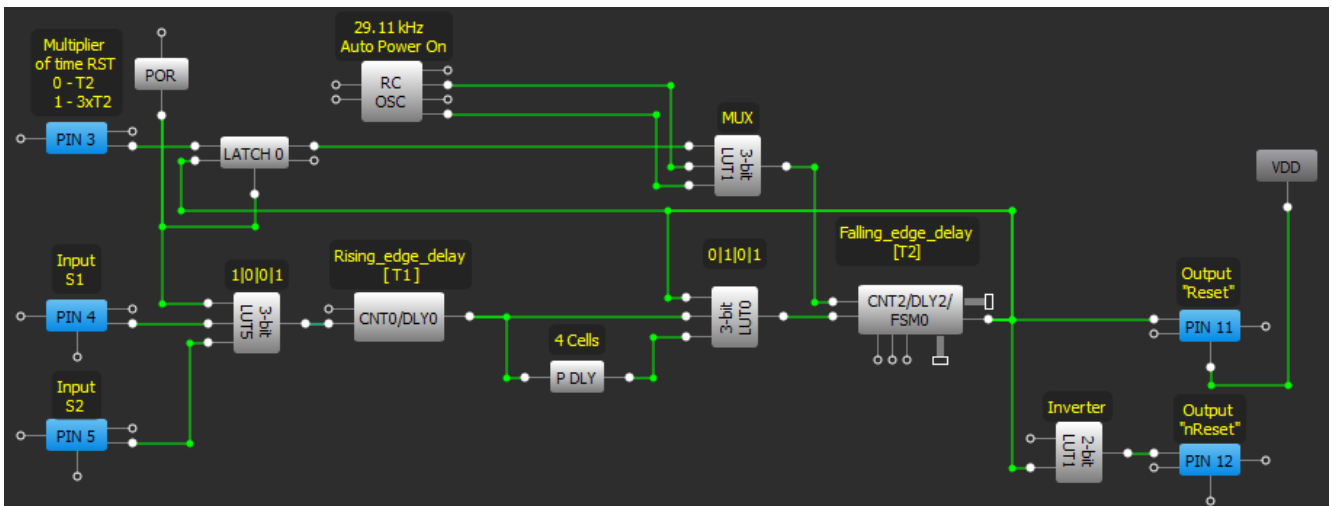 Multiplier
of time RST
0 - T2
1 - 3xT2
PIN 3
POR
29.11 kHz
Auto Power On
RC
OSC
LATCH 0
MUX
3-bit
LUT1
VDD
Input
S1
PIN 4
1|0|0|1
3-bit
LUT5
Rising_edge_delay
[ T1 ]
CNT0/DLY0
4 Cells
P DLY
0|1|0|1
3-bit
LUT0
Falling_edge_delay
[T2]
CNT2/DLY2/
FSM0
Output
"Reset"
PIN 11
Input
S2
PIN 5
Inverter
2-bit
LUT1
Output
"nReset"
PIN 12